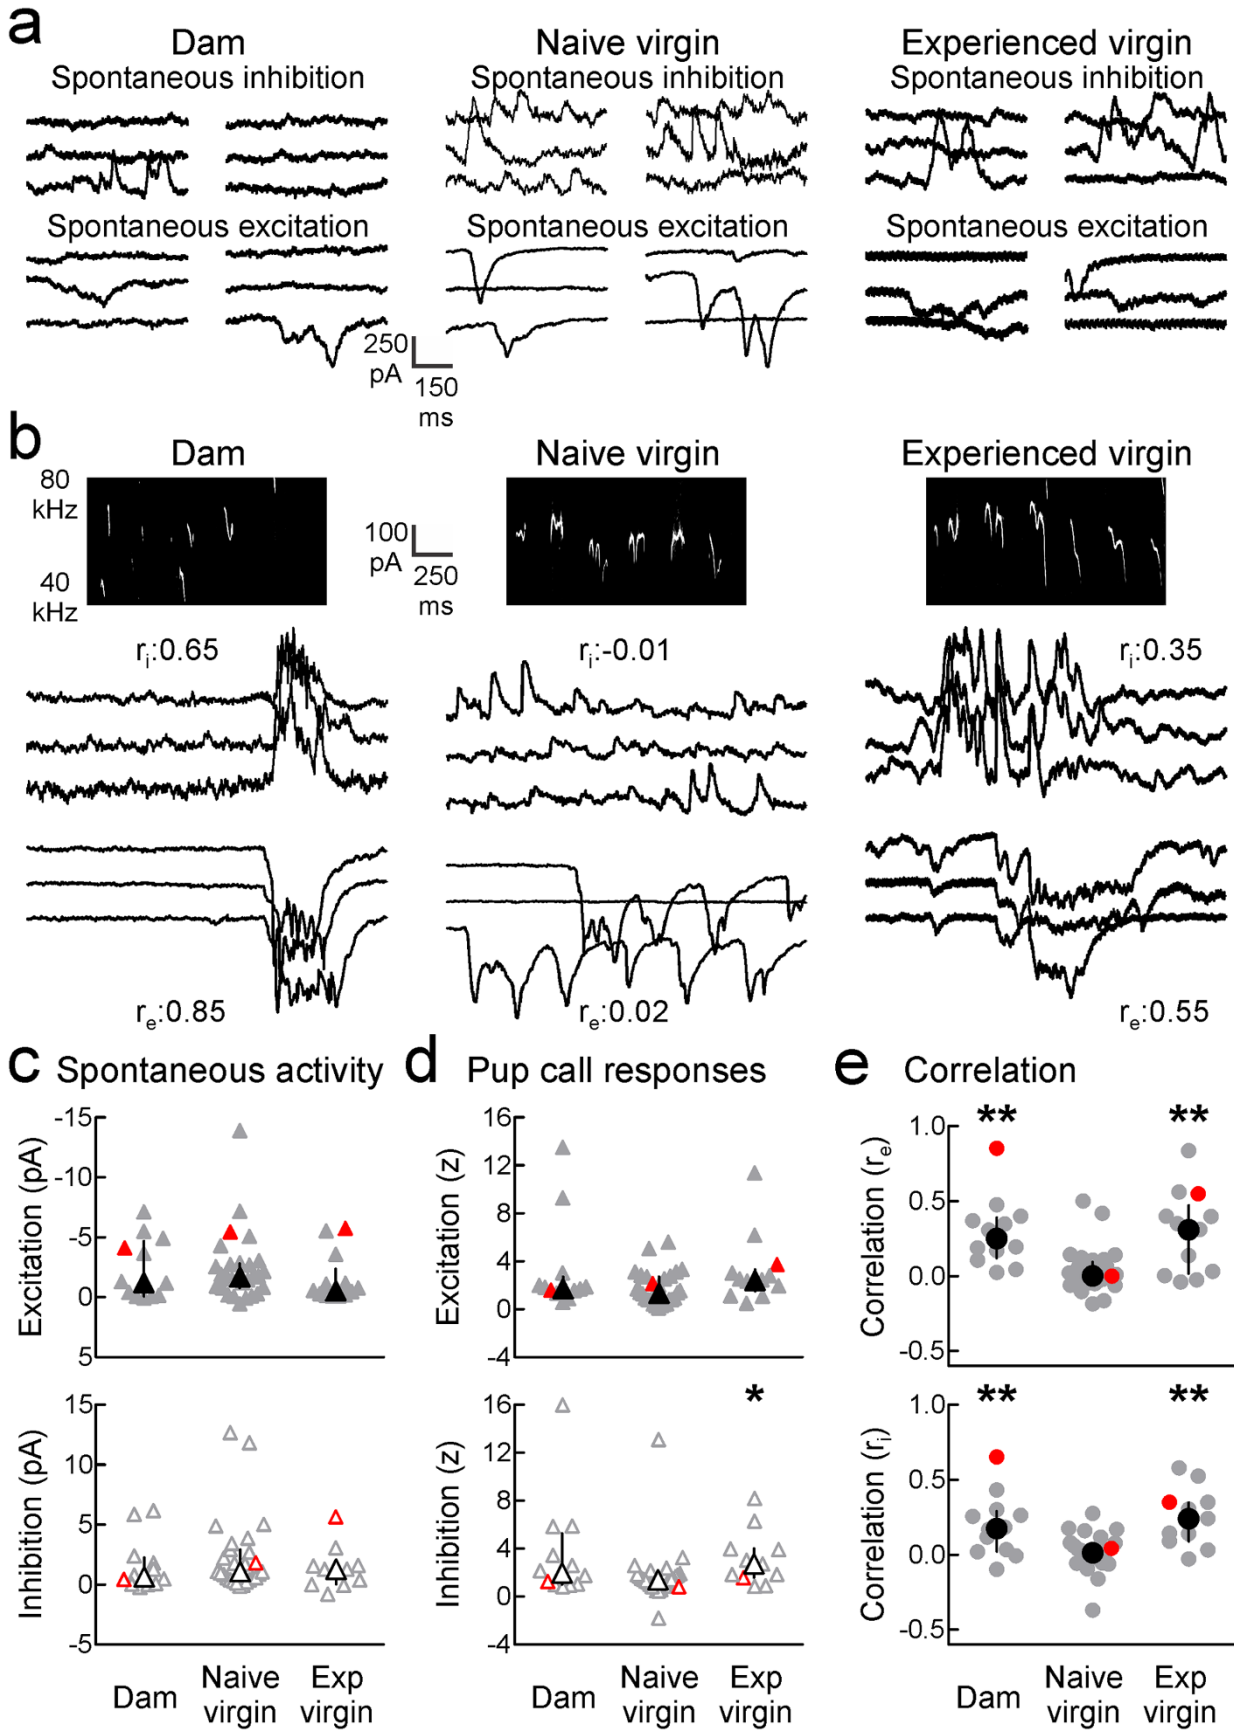 a
Dam
Naive virgin
Experienced virgin
Spontaneous inhibition
Spontaneous inhibition
Spontaneous inhibition
Spontaneous excitation
Spontaneous excitation
Spontaneous excitation
250
pA
150
ms
b
Dam
Naive virgin
Experienced virgin
80
kHz
40
kHz
100
pA
250
ms
ri:0.65
ri:-0.01
ri:0.35
re:0.85
re:0.02
re:0.55
c Spontaneous activity
d Pup call responses
e Correlation
Excitation (pA)
-15
-10
-5
0
5
Excitation (z)
16
12
8
4
0
-4
Correlation (re)
1.0
0.5
0.0
-0.5
**
**
Inhibition (pA)
15
10
5
0
-5
Inhibition (z)
16
12
8
4
0
-4
*
Correlation (ri)
1.0
0.5
0.0
-0.5
**
**
Dam
Naive
virgin
Exp
virgin
Dam
Naive
virgin
Exp
virgin
Dam
Naive
virgin
Exp
virgin